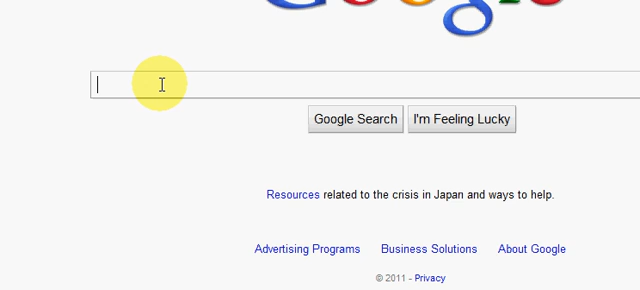 Google
Google Search I'm Feeling Lucky
Resources related to the crisis in Japan and ways to help.
Advertising Programs Business Solutions About Google
© 2011 - Privacy